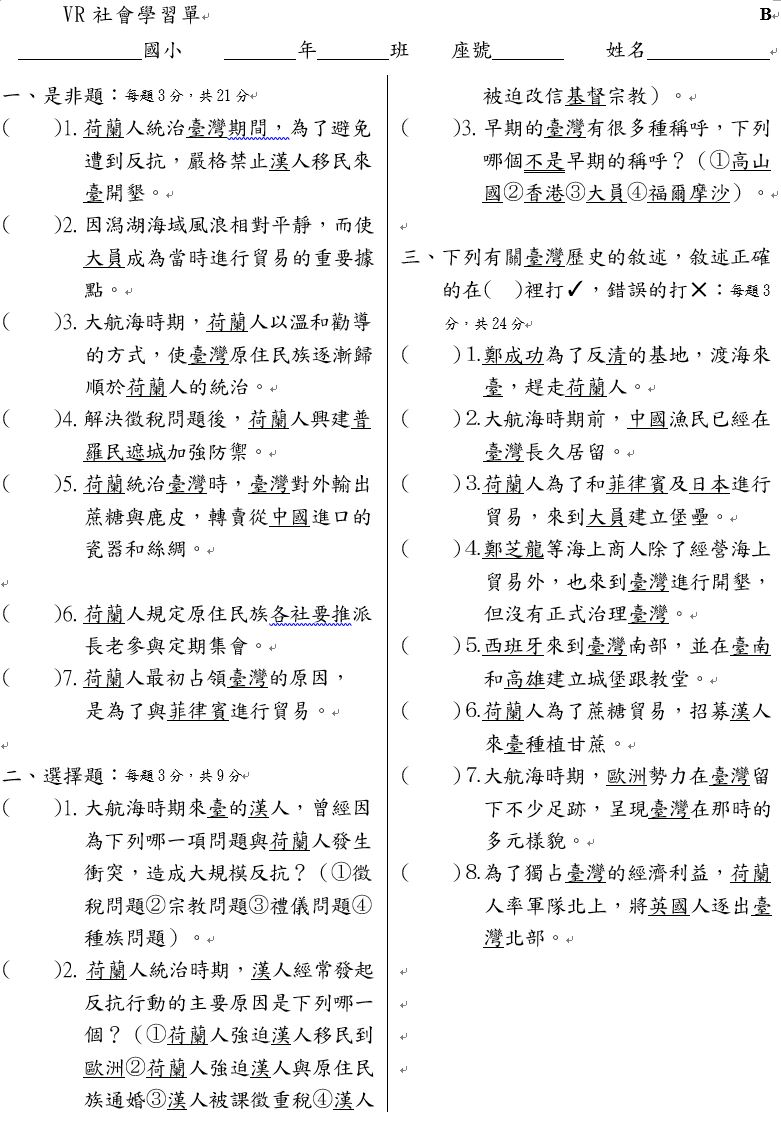 VR 社會學習單 B
國小 年 班 座號 姓名
一、是非題：每題 3 分，共 21 分
( )1. 荷蘭人統治臺灣期間，為了避免
遭到反抗，嚴格禁止漢人移民來
臺開墾。
( )2. 因潟湖海域風浪相對平靜，而使
大員成為當時進行貿易的重要據
點。
( )3. 大航海時期，荷蘭人以溫和勸導
的方式，使臺灣原住民族逐漸歸
順於荷蘭人的統治。
( )4. 解決徵稅問題後，荷蘭人興建普
羅民遮城加強防禦。
( )5. 荷蘭統治臺灣時，臺灣對外輸出
蔗糖與鹿皮，轉賣從中國進口的
瓷器和絲綢。
( )6. 荷蘭人規定原住民族各社要推派
長老參與定期集會。
( )7. 荷蘭人最初占領臺灣的原因，
是為了與菲律賓進行貿易。
二、選擇題：每題 3 分，共 9 分
( )1. 大航海時期來臺的漢人，曾經因
為下列哪一項問題與荷蘭人發生
衝突，造成大規模反抗？（①徵
稅問題②宗教問題③禮儀問題④
種族問題）。
( )2. 荷蘭人統治時期，漢人經常發起
反抗行動的主要原因是下列哪一
個？（①荷蘭人強迫漢人移民到
歐洲②荷蘭人強迫漢人與原住民
族通婚③漢人被課徵重稅④漢人
被迫改信基督宗教）。
( )3. 早期的臺灣有很多種稱呼，下列
哪個不是早期的稱呼？（①高山
國②香港③大員④福爾摩沙）。
三、下列有關臺灣歷史的敘述，敘述正確
的在( )裡打✓，錯誤的打✕：每題 3
分，共 24 分
( )1.鄭成功為了反清的基地，渡海來
臺，趕走荷蘭人。
( )2.大航海時期前，中國漁民已經在
臺灣長久居留。
( )3.荷蘭人為了和菲律賓及日本進行
貿易，來到大員建立堡壘。
( )4.鄭芝龍等海上商人除了經營海上
貿易外，也來到臺灣進行開墾，
但沒有正式治理臺灣。
( )5.西班牙來到臺灣南部，並在臺南
和高雄建立城堡跟教堂。
( )6.荷蘭人為了蔗糖貿易，招募漢人
來臺種植甘蔗。
( )7.大航海時期，歐洲勢力在臺灣留
下不少足跡，呈現臺灣在那時的
多元樣貌。
( )8.為了獨占臺灣的經濟利益，荷蘭
人率軍隊北上，將英國人逐出臺
灣北部。